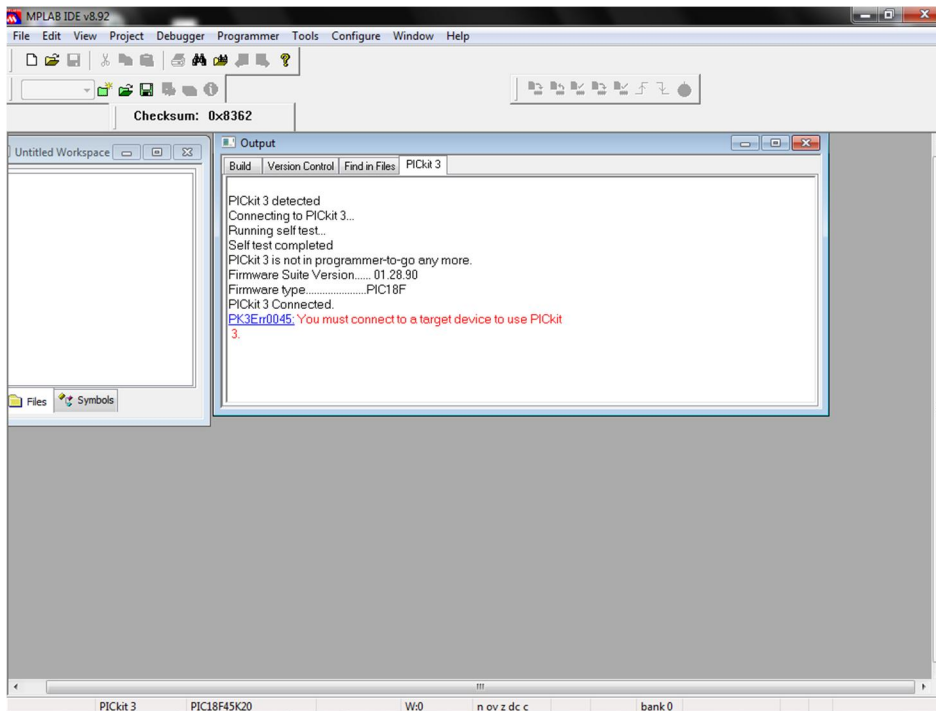 MPLAB IDE v8.92
File Edit View Project Debugger Programmer Tools Configure Window Help
Checksum: 0x8362
Untitled Workspace
Output
Build Version Control Find in Files PICkit 3
PICkit 3 detected
Connecting to PICkit 3...
Running self test...
Self test completed
PICkit 3 is not in programmer-to-go any more.
Firmware Suite Version...... 01.28.90
Firmware type......................PIC18F
PICkit 3 Connected.
PK3Err0045: You must connect to a target device to use PICkit
3.
Files Symbols
PICkit 3 PIC18F45K20 W:0 n ov z dc c bank 0